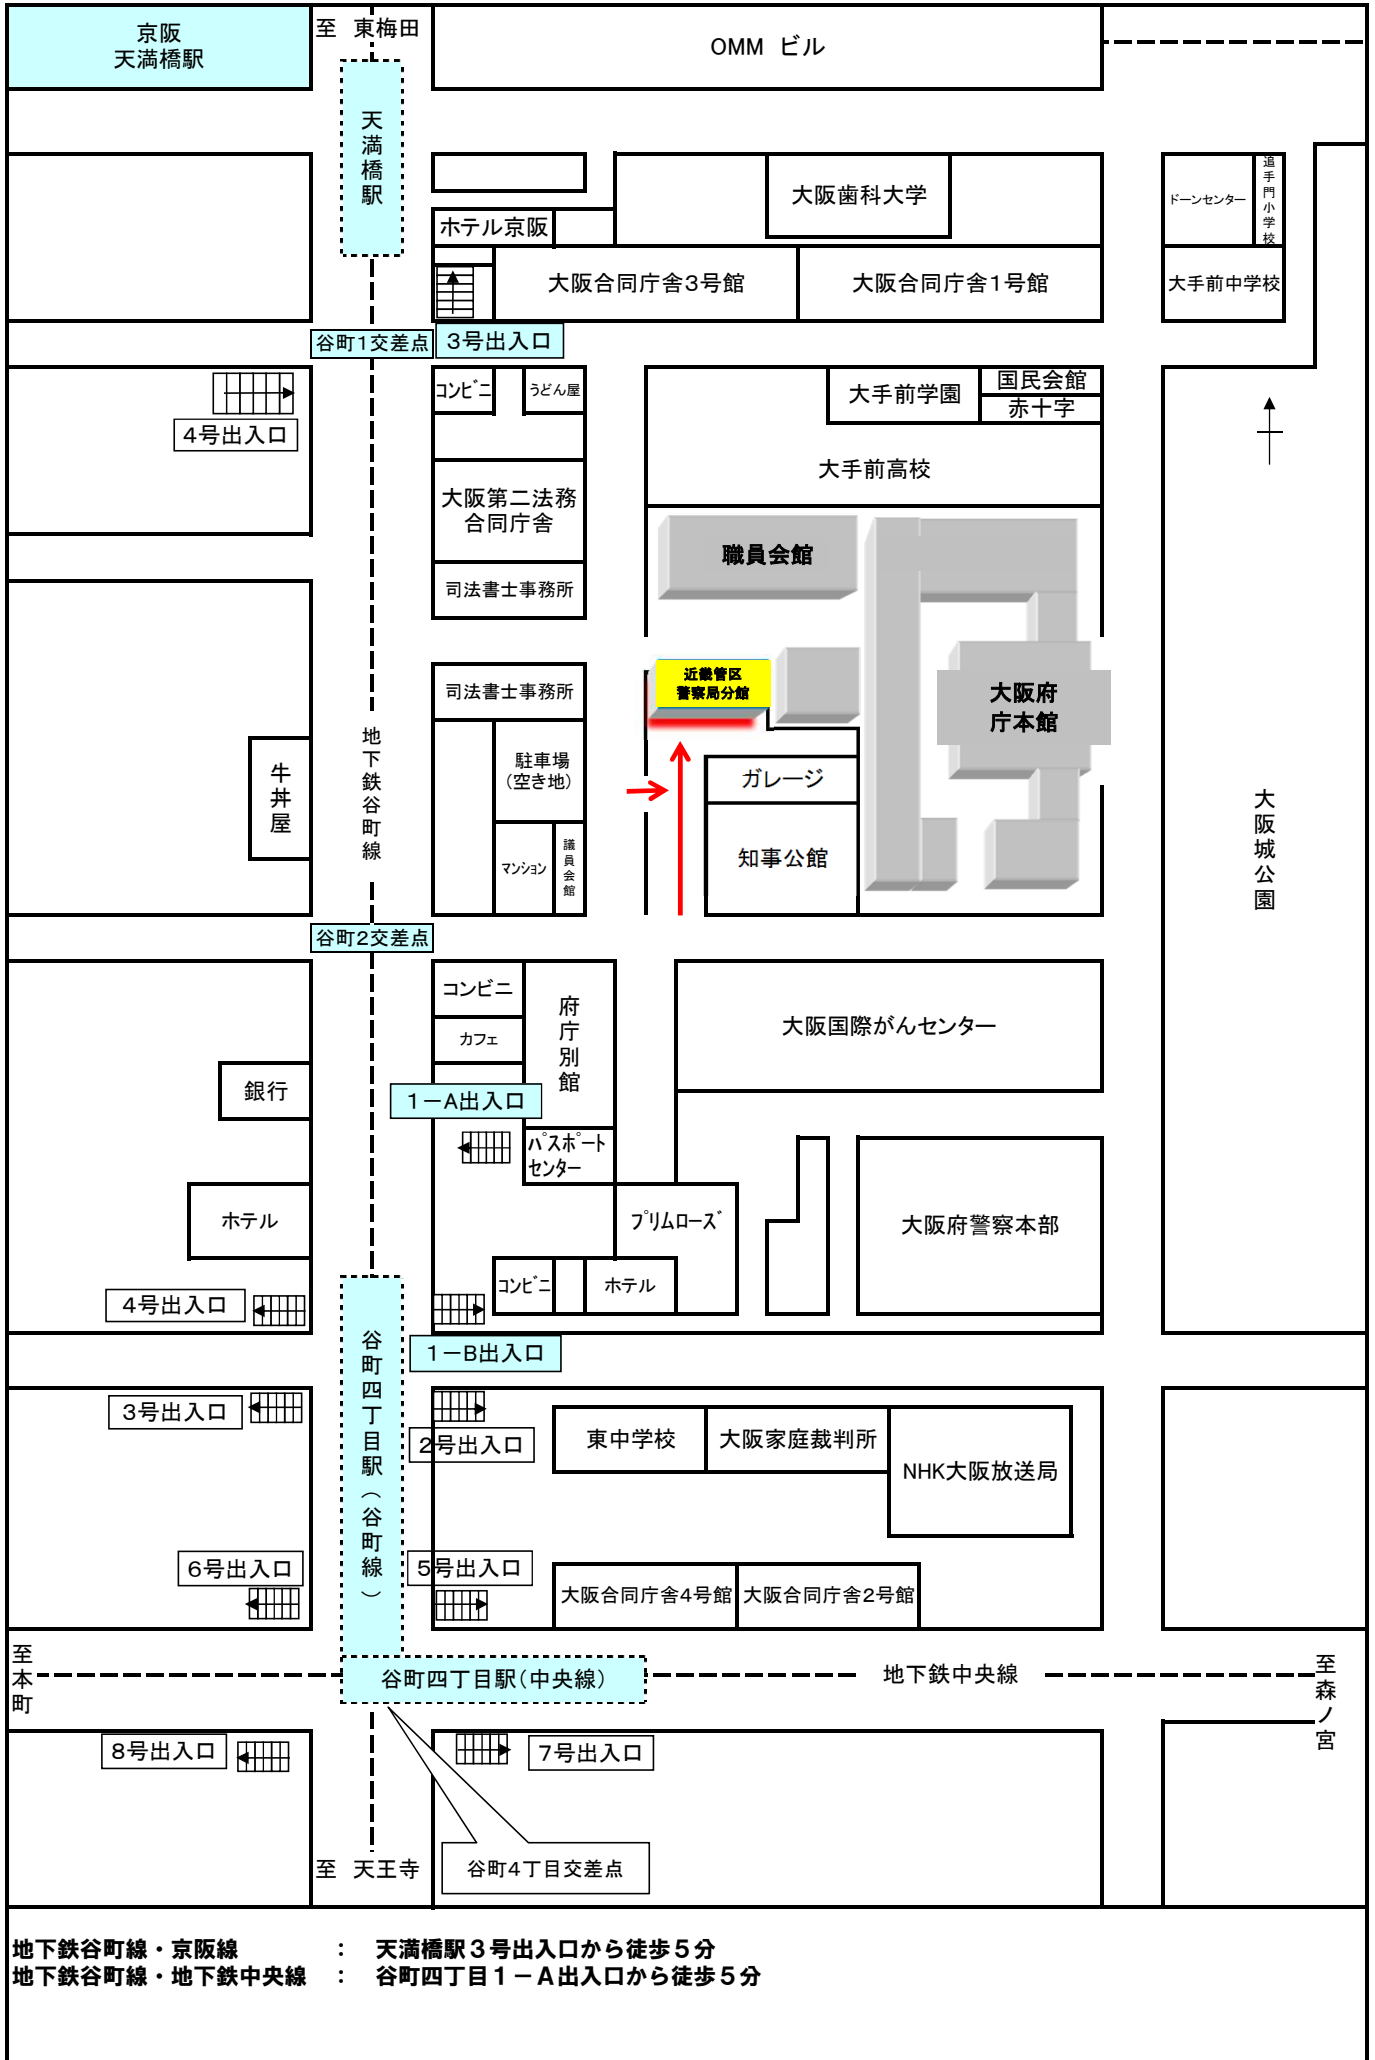 京阪
天満橋駅
至 東梅田
OMM ビル
天満橋駅
大阪歯科大学
ドーンセンター
追手門小学校
ホテル京阪
大阪合同庁舎3号館
大阪合同庁舎1号館
大手前中学校
谷町1交差点
3号出入口
コンビニ
うどん屋
大手前学園
国民会館
赤十字
4号出入口
大手前高校
大阪第二法務
合同庁舎
職員会館
司法書士事務所
近畿管区
警察局分館
司法書士事務所
大阪府
庁本館
地下鉄谷町線
駐車場
(空き地)
牛丼屋
ガレージ
大阪城公園
マンション
議員会館
知事公館
谷町2交差点
コンビニ
府庁別館
大阪国際がんセンター
カフェ
銀行
1－A出入口
パスポート
センター
ホテル
プリムローズ
大阪府警察本部
コンビニ
ホテル
4号出入口
谷町四丁目駅(谷町線)
1－B出入口
3号出入口
2号出入口
東中学校
大阪家庭裁判所
NHK大阪放送局
6号出入口
5号出入口
大阪合同庁舎4号館
大阪合同庁舎2号館
至本町
谷町四丁目駅(中央線)
地下鉄中央線
至森ノ宮
8号出入口
7号出入口
至 天王寺
谷町4丁目交差点
地下鉄谷町線・京阪線 : 天満橋駅3号出入口から徒歩5分
地下鉄谷町線・地下鉄中央線 : 谷町四丁目1－A出入口から徒歩5分